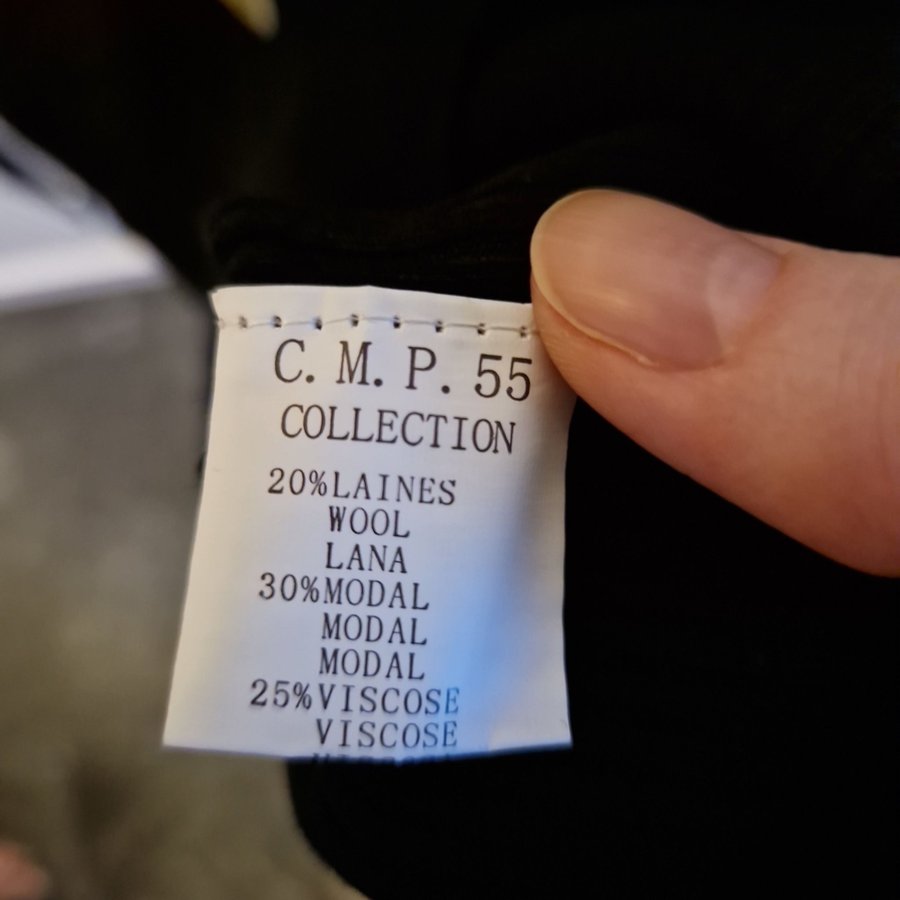 C. M. P. 55
COLLECTION
20%LAINES
WOOL
LANA
30%MODAL
MODAL
MODAL
25%VISCOSE
VISCOSE